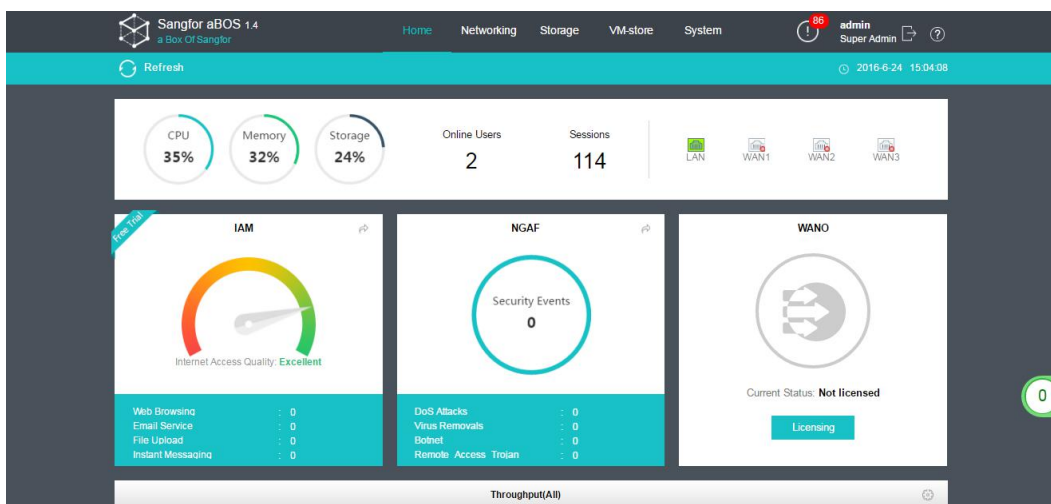 Sangfor aBOS 1.4
a Box Of Sangfor
Home Networking Storage VM-store System
86
admin
Super Admin
Refresh
2016-6-24 15:04:08
CPU
35%
Memory
32%
Storage
24%
Online Users
2
Sessions
114
LAN WAN1 WAN2 WAN3
Free Trial
IAM
Internet Access Quality: Excellent
Web Browsing : 0
Email Service : 0
File Upload : 0
Instant Messaging : 0
NGAF
Security Events
0
DoS Attacks : 0
Virus Removals : 0
Botnet : 0
Remote Access Trojan : 0
WANO
Current Status: Not licensed
Licensing
0
Throughput(All)